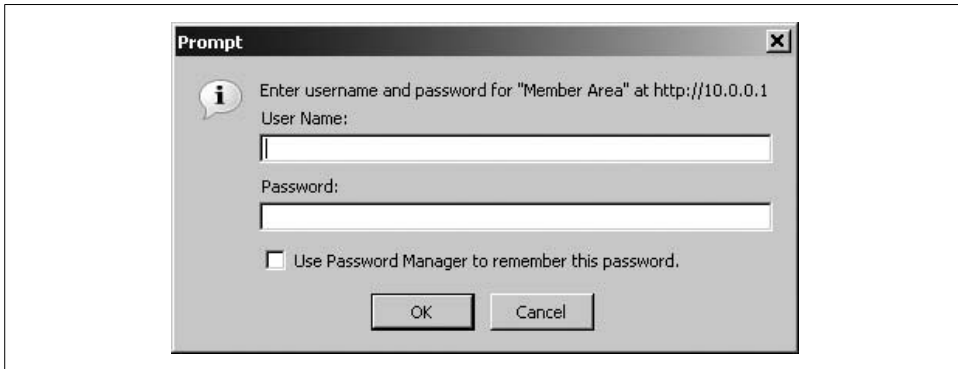 Prompt
Enter username and password for "Member Area" at http://10.0.0.1
User Name:
Password:
Use Password Manager to remember this password.
OK
Cancel